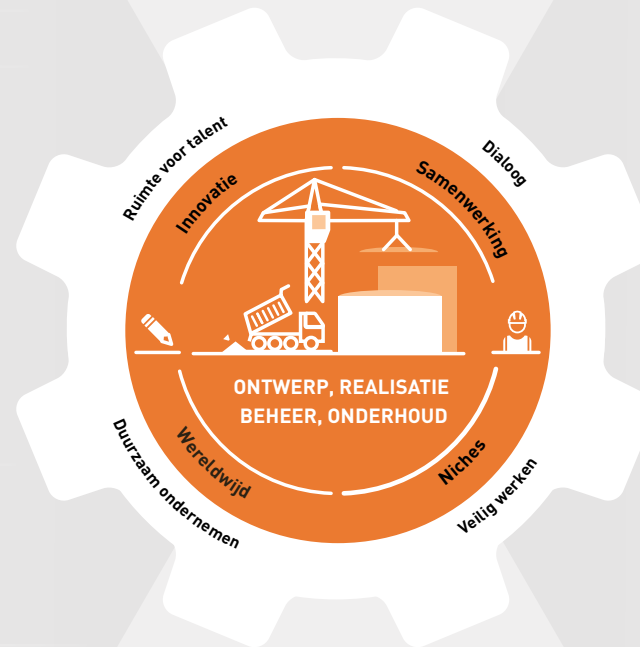 Ruimte voor talent
Dialoog
Innovatie
Samenwerking
ONTWERP, REALISATIE
BEHEER, ONDERHOUD
Wereldwijd
Niches
Duurzaam ondernemen
Veilig werken